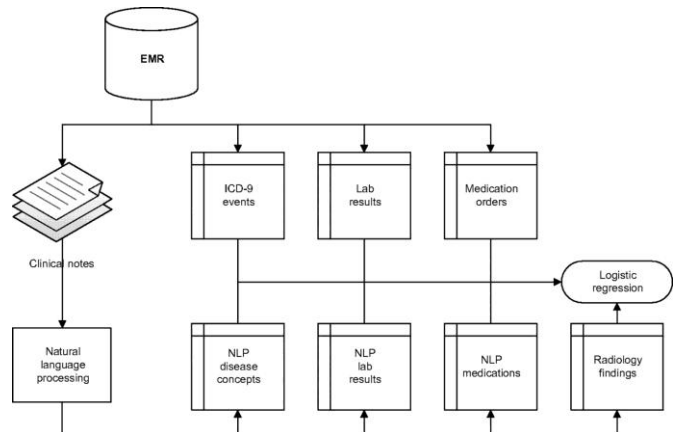 EMR
ICD-9
events
Lab
results
Medication
orders
Clinical notes
Logistic
regression
Natural
language
processing
NLP
disease
concepts
NLP
lab
results
NLP
medications
Radiology
findings